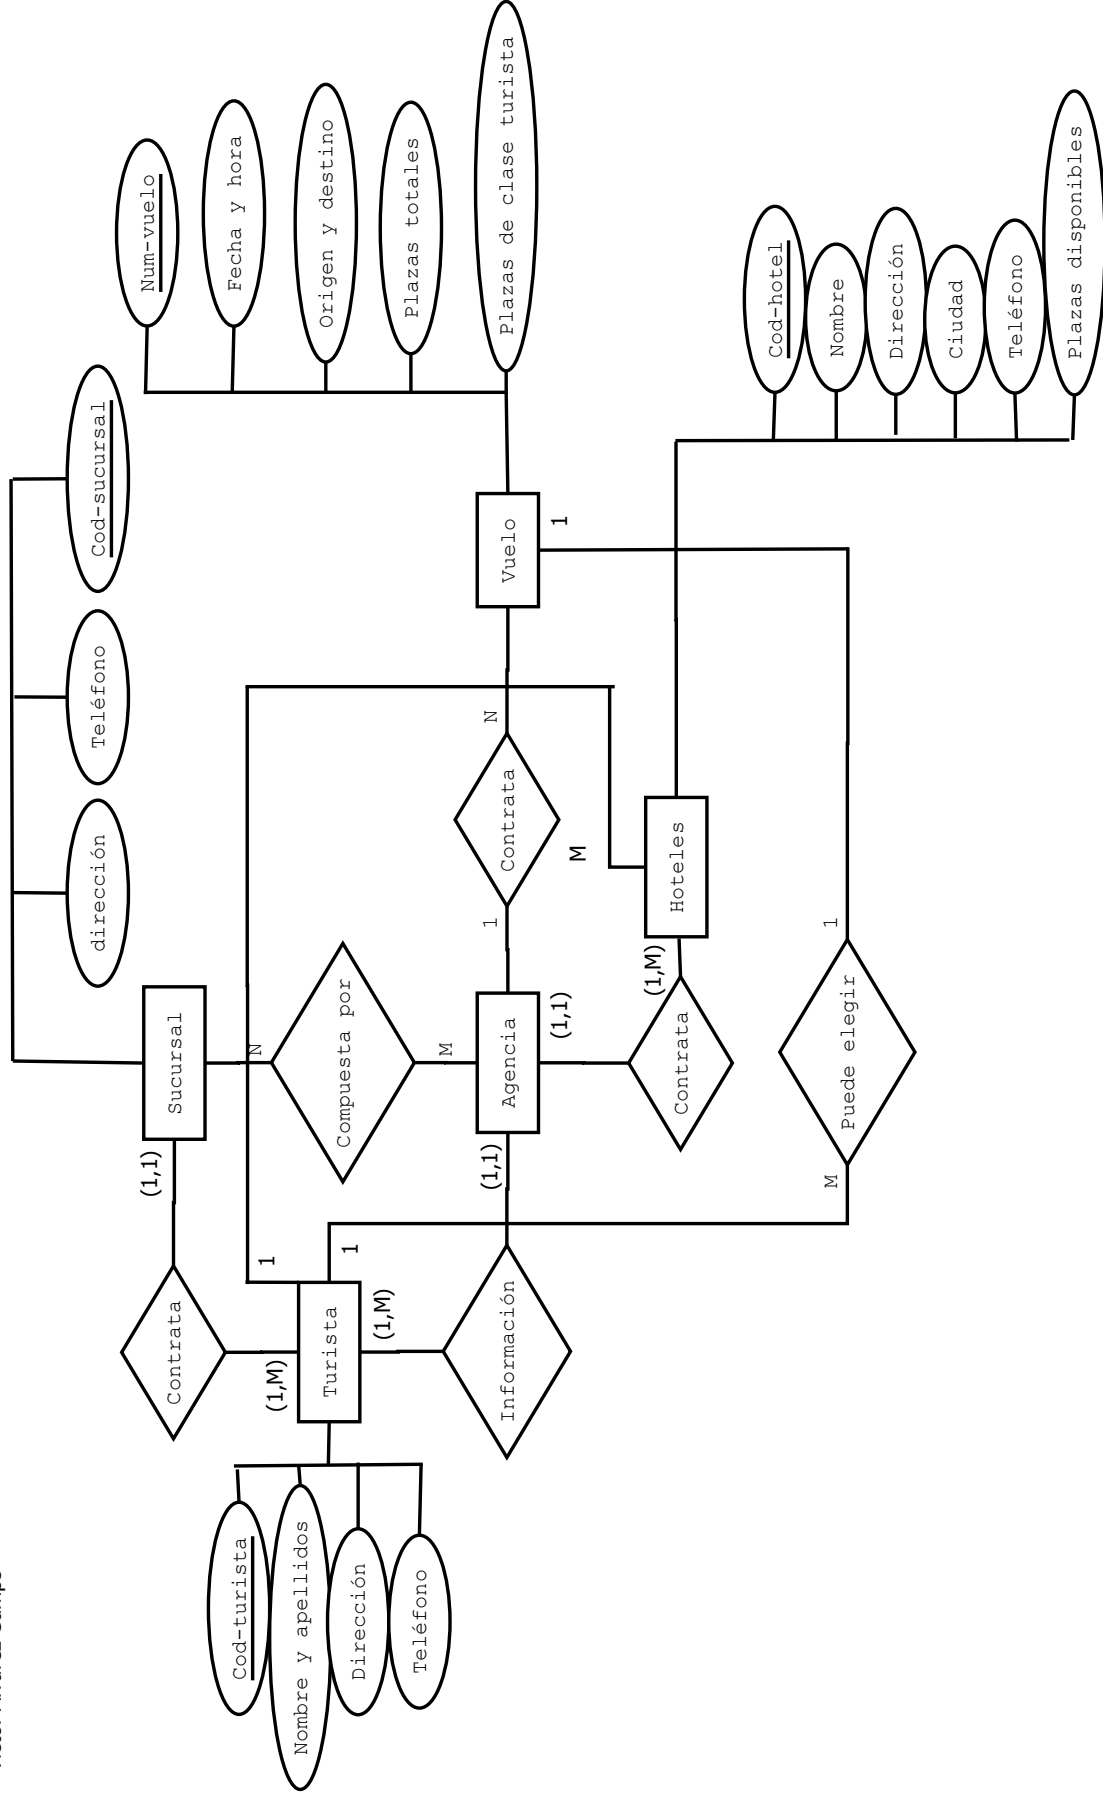 dirección
Teléfono
Cod-sucursal
(1,1)
Num-vuelo
Contrata
Sucursal
Fecha y hora
Cod-turista
N
1
(1,M)
Nombre y apellidos
Turista
Origen y destino
Compuesta por
1
Dirección
(1,M)
Plazas totales
Teléfono
M
(1,1)
1
N
Información
Agencia
Contrata
Vuelo
Plazas de clase turista
(1,1)
1
M
(1,M)
Contrata
Hoteles
Cod-hotel
M
1
Nombre
Puede elegir
Dirección
Ciudad
Teléfono
Plazas disponibles